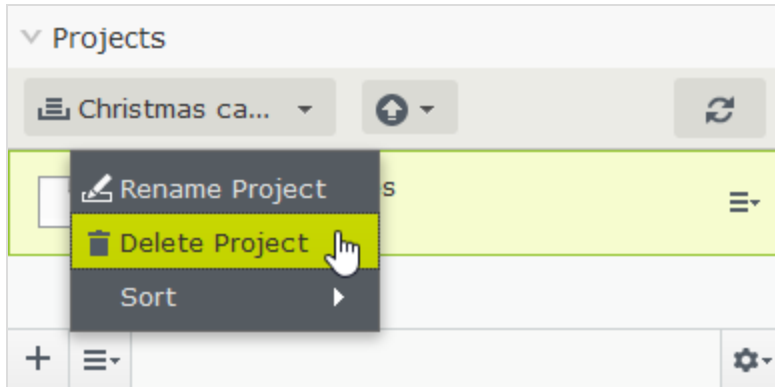 Projects
Christmas ca...
Rename Project
s
Delete Project
Sort